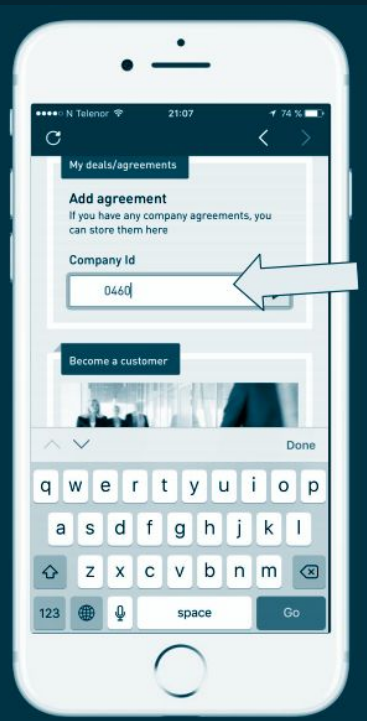 N Telenor 21:07 74 %
My deals/agreements
Add agreement
If you have any company agreements, you
can store them here
Company Id
0460
Become a customer
Done
q w e r t y u i o p
a s d f g h j k l
z x c v b n m
123 space Go